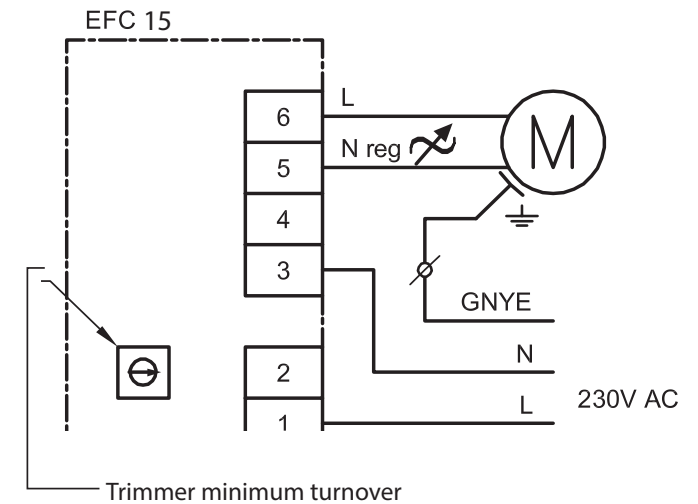 EFC 15
6
L
M
5
N reg
4
3
GNYE
N
2
L
230V AC
1
Trimmer minimum turnover